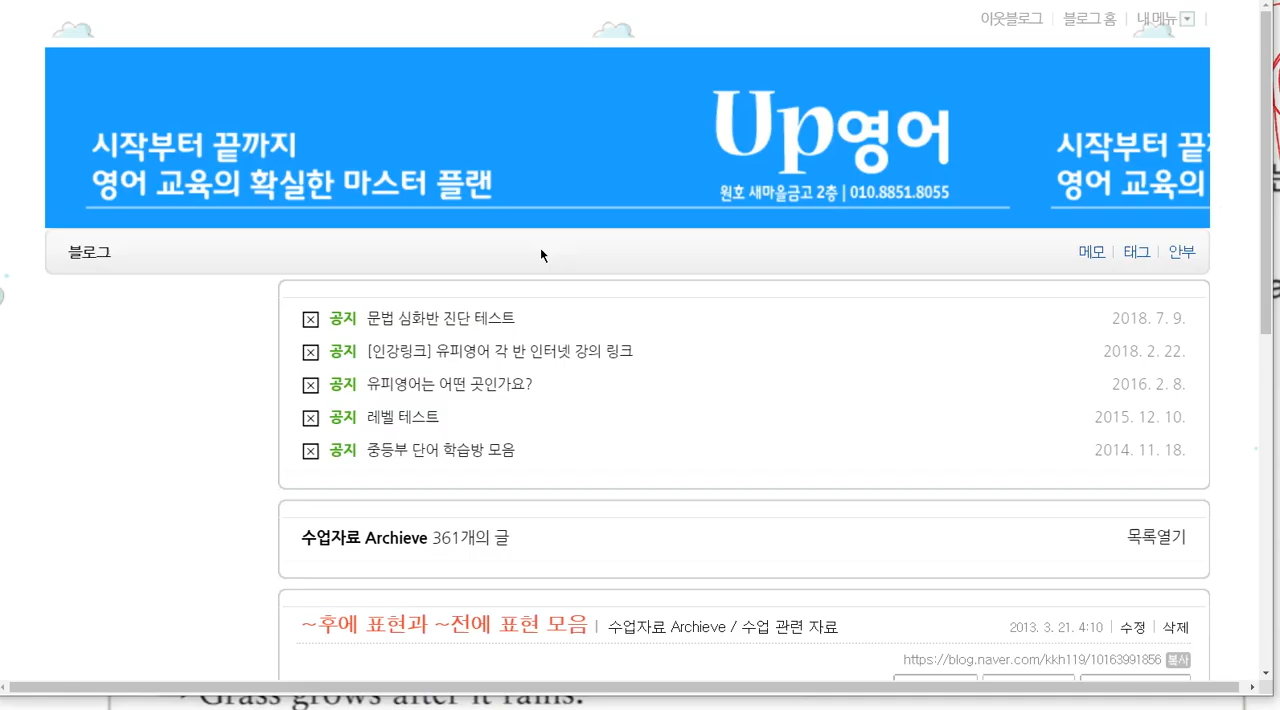 이웃블로그 블로그 홈 내 메뉴
시작부터 끝까지
영어 교육의 확실한 마스터 플랜
Up영어
원호 새마을금고 2층 | 010.8851.8055
시작부터 끝
영어 교육의
블로그 메모 태그 안부
공지 문법 심화반 진단 테스트 2018. 7. 9.
공지 [인강링크] 유피영어 각 반 인터넷 강의 링크 2018. 2. 22.
공지 유피영어는 어떤 곳인가요? 2016. 2. 8.
공지 레벨 테스트 2015. 12. 10.
공지 중등부 단어 학습방 모음 2014. 11. 18.
수업자료 Archieve 361개의 글 목록열기
~후에 표현과 ~전에 표현 모음 | 수업자료 Archieve / 수업 관련 자료 2013. 3. 21. 4:10 | 수정 | 삭제
https://blog.naver.com/kkh119/10163991856 복사
Grass grows after it rains.